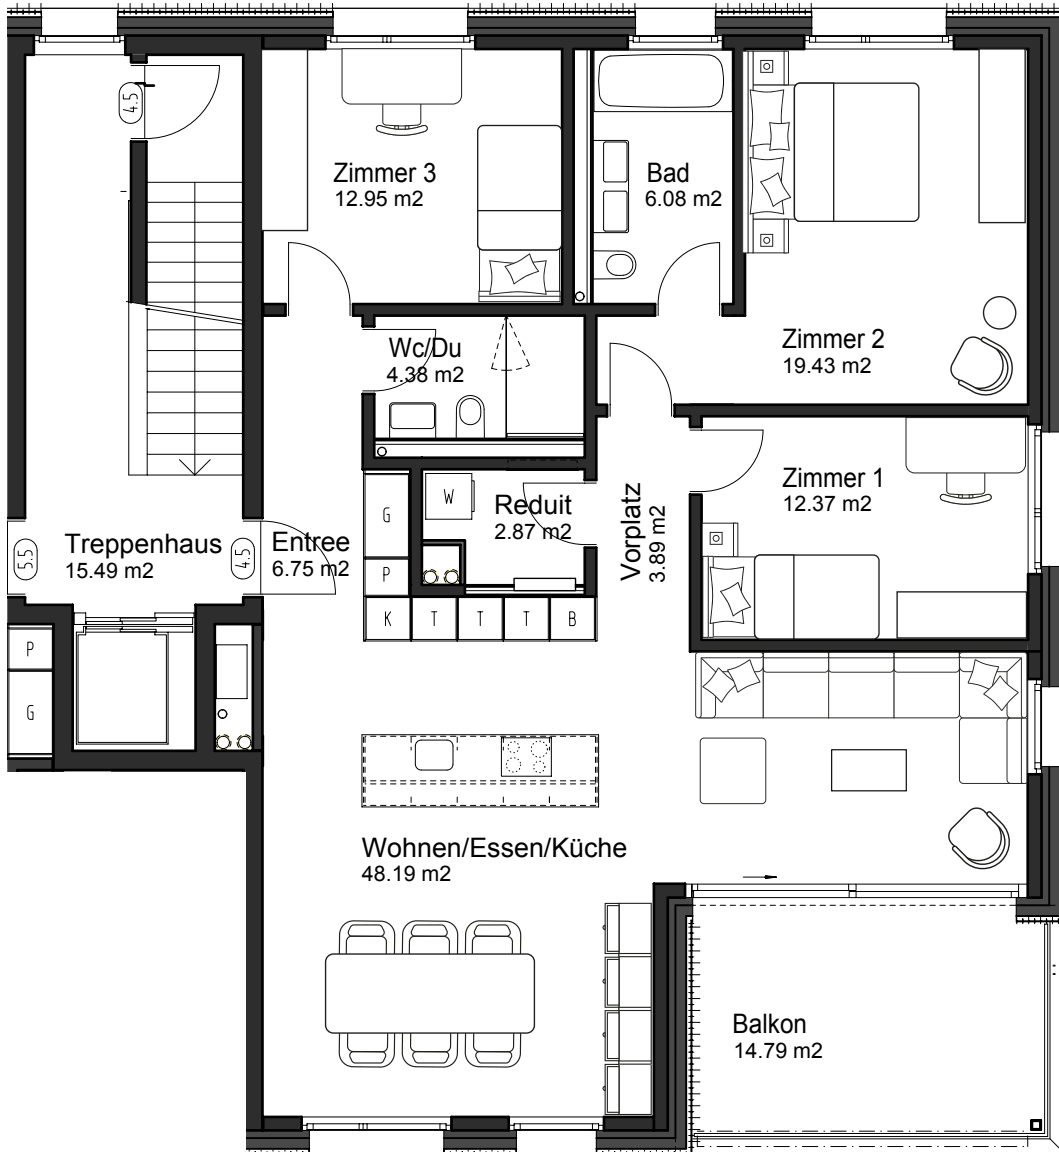 4.5
Zimmer 3
12.95 m2
Bad
6.08 m2
Zimmer 2
19.43 m2
Wc/Du
4.38 m2
Zimmer 1
12.37 m2
W
Reduit
2.87 m2
Vorplatz
3.89 m2
G
P
K
T
T
T
B
5.5
Treppenhaus
15.49 m2
4.5
Entree
6.75 m2
P
G
Wohnen/Essen/Küche
48.19 m2
Balkon
14.79 m2